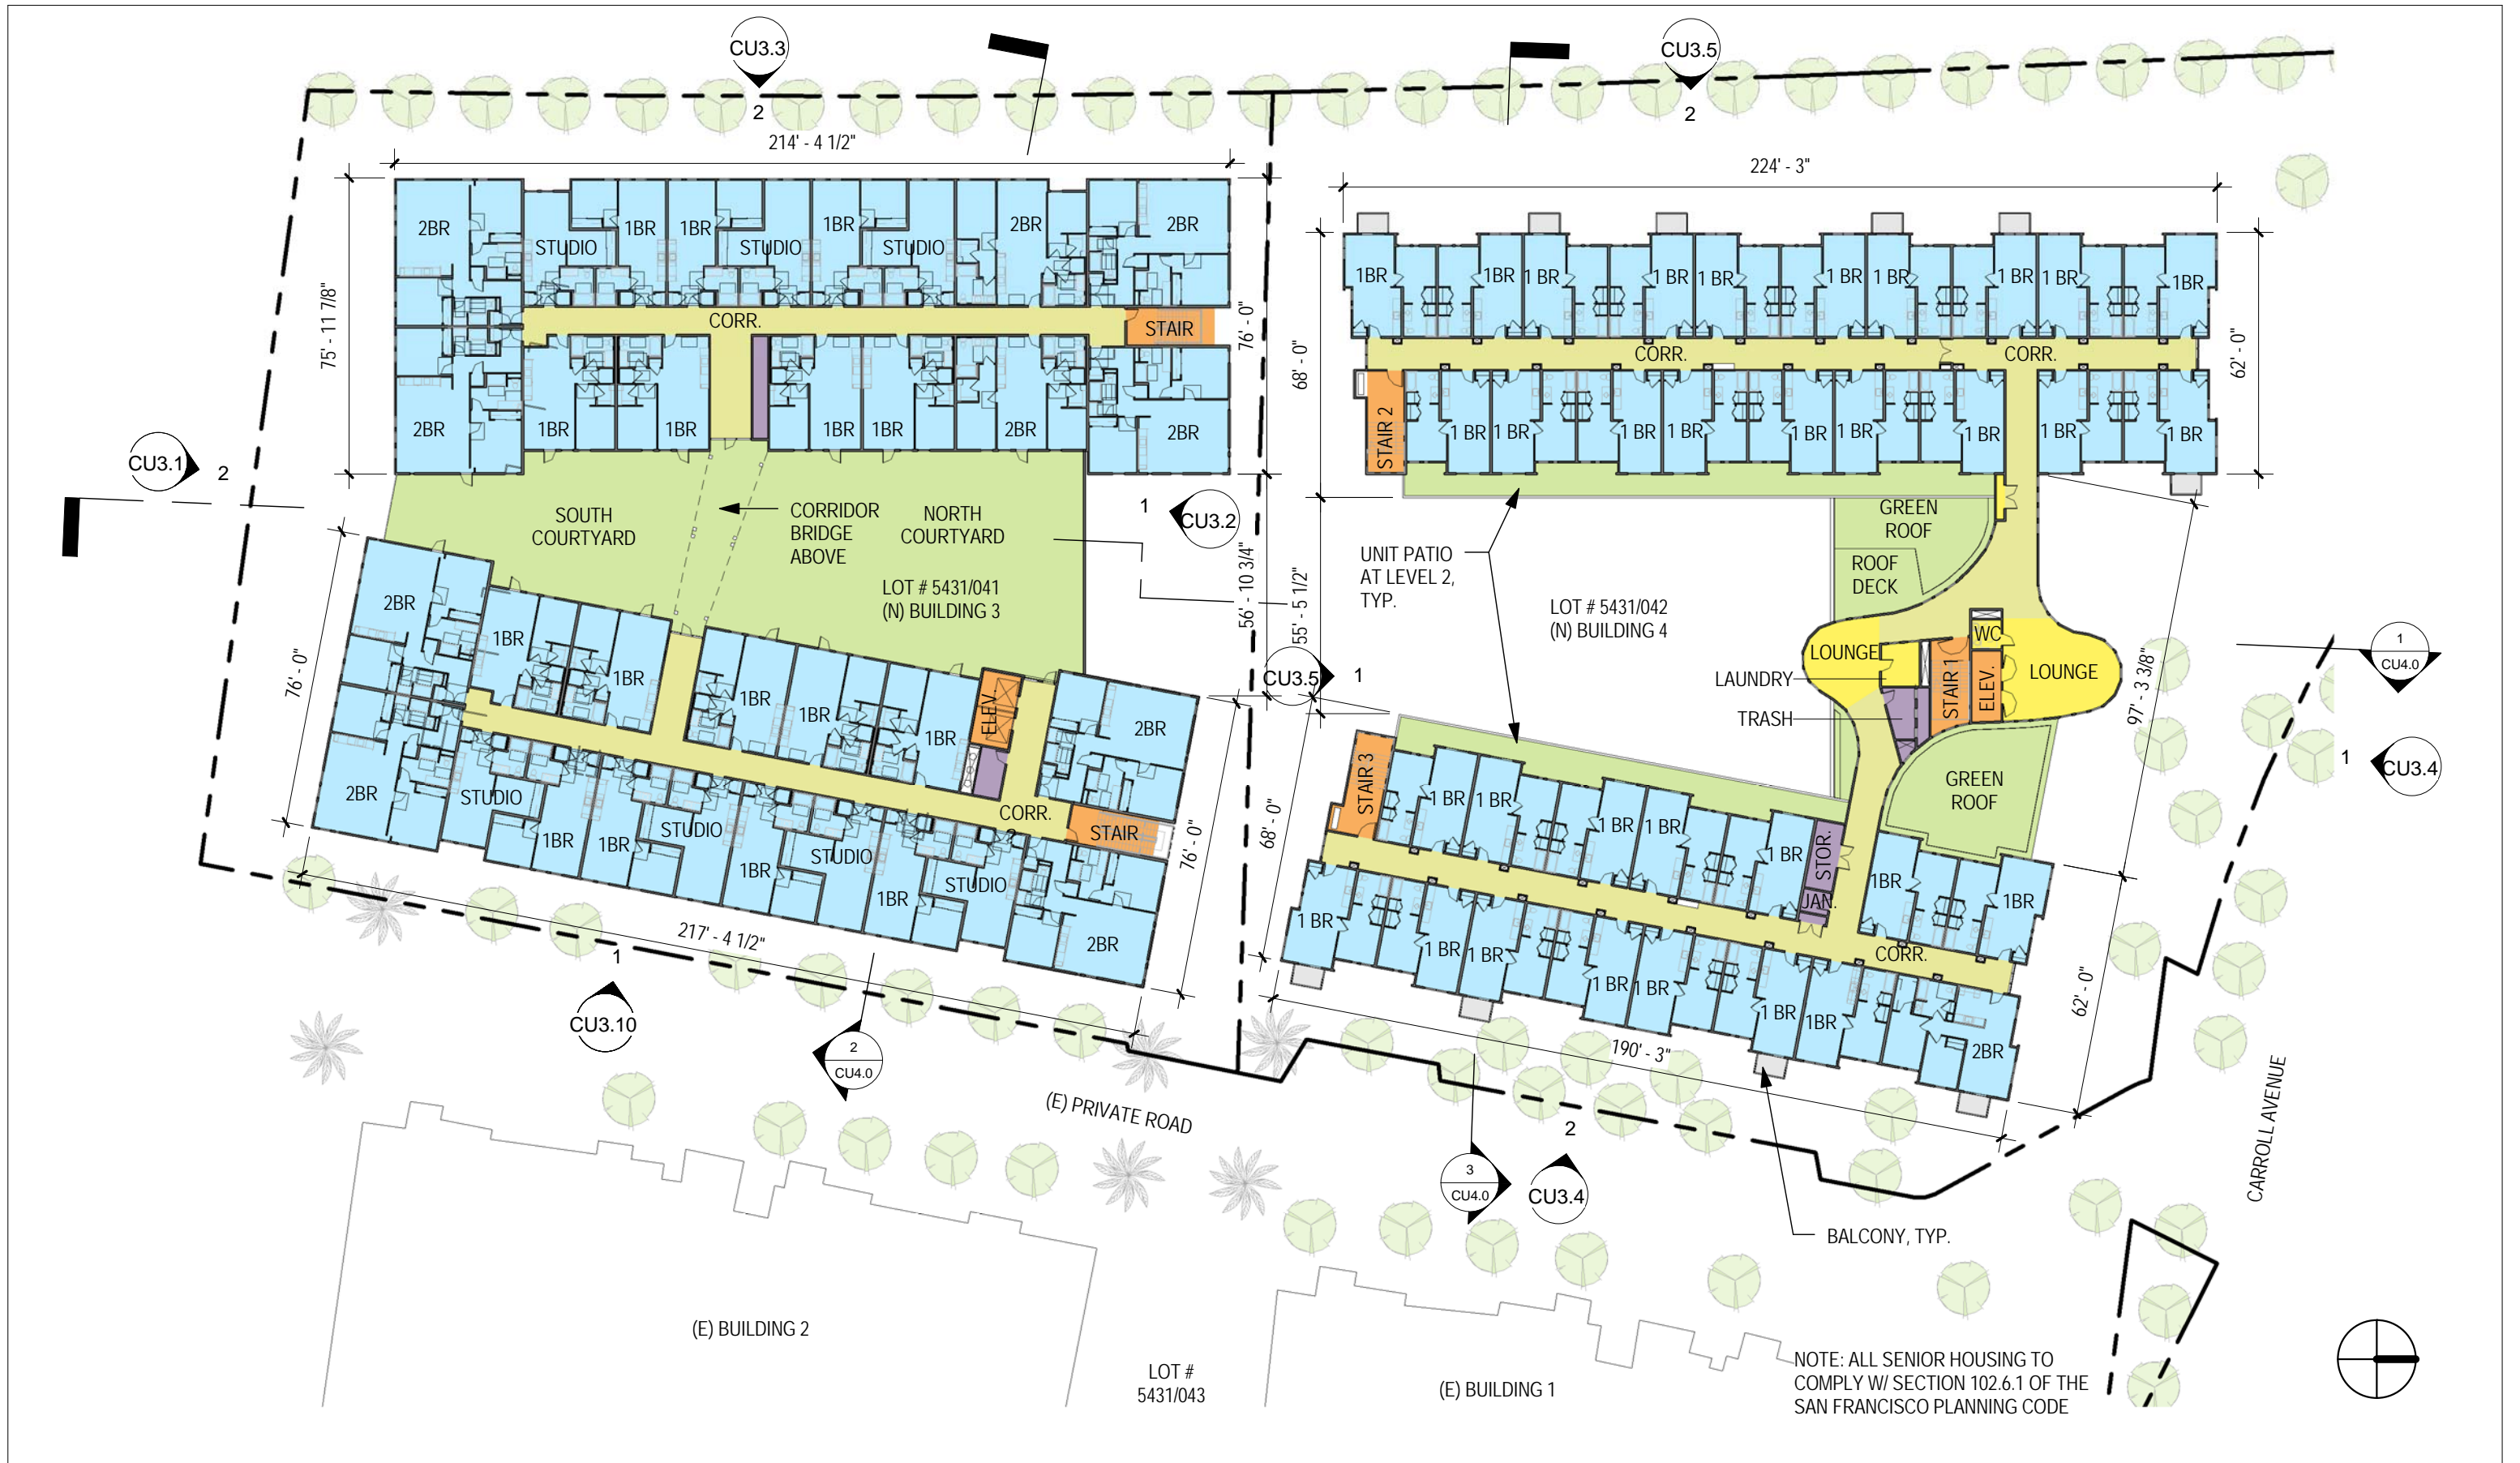 CU3.3
2
CU3.5
2
214' - 4 1/2"
224' - 3"
2BR
STUDIO
1BR
1BR
STUDIO
1BR
STUDIO
2BR
2BR
CORR.
STAIR
75' - 11 7/8"
76' - 0"
2BR
1BR
1BR
1BR
1BR
2BR
2BR
68' - 0"
1BR
1BR
1 BR
1 BR
1 BR
1 BR
1 BR
1 BR
1 BR
1BR
CORR.
CORR.
62' - 0"
STAIR 2
1 BR
1 BR
1 BR
1 BR
1 BR
1 BR
1 BR
1 BR
1 BR
CU3.1
2
SOUTH
COURTYARD
CORRIDOR
BRIDGE
ABOVE
NORTH
COURTYARD
LOT # 5431/041
(N) BUILDING 3
1
CU3.2
56' - 10 3/4"
55' - 5 1/2"
UNIT PATIO
AT LEVEL 2,
TYP.
LOT # 5431/042
(N) BUILDING 4
GREEN
ROOF
ROOF
DECK
WC
LOUNGE
LOUNGE
LAUNDRY
TRASH
STAIR 1
ELEV.
97' - 3 3/8"
1
CU4.0
1
CU3.4
GREEN
ROOF
CU3.5
1
76' - 0"
2BR
1BR
1BR
1BR
1BR
1BR
ELEV.
2BR
2BR
STUDIO
1BR
1BR
STUDIO
1BR
STUDIO
1BR
STUDIO
CORR.
STAIR
2BR
76' - 0"
217' - 4 1/2"
1
CU3.10
2
CU4.0
68' - 0"
STAIR 3
1 BR
1 BR
1 BR
1 BR
1 BR
STOR.
JAN.
1BR
1BR
CORR.
1 BR
1 BR
1 BR
1 BR
1 BR
1 BR
1BR
2BR
62' - 0"
190' - 3"
(E) PRIVATE ROAD
2
3
CU4.0
CU3.4
BALCONY, TYP.
CARROLL AVENUE
(E) BUILDING 2
LOT #
5431/043
(E) BUILDING 1
NOTE: ALL SENIOR HOUSING TO
COMPLY W/ SECTION 102.6.1 OF THE
SAN FRANCISCO PLANNING CODE